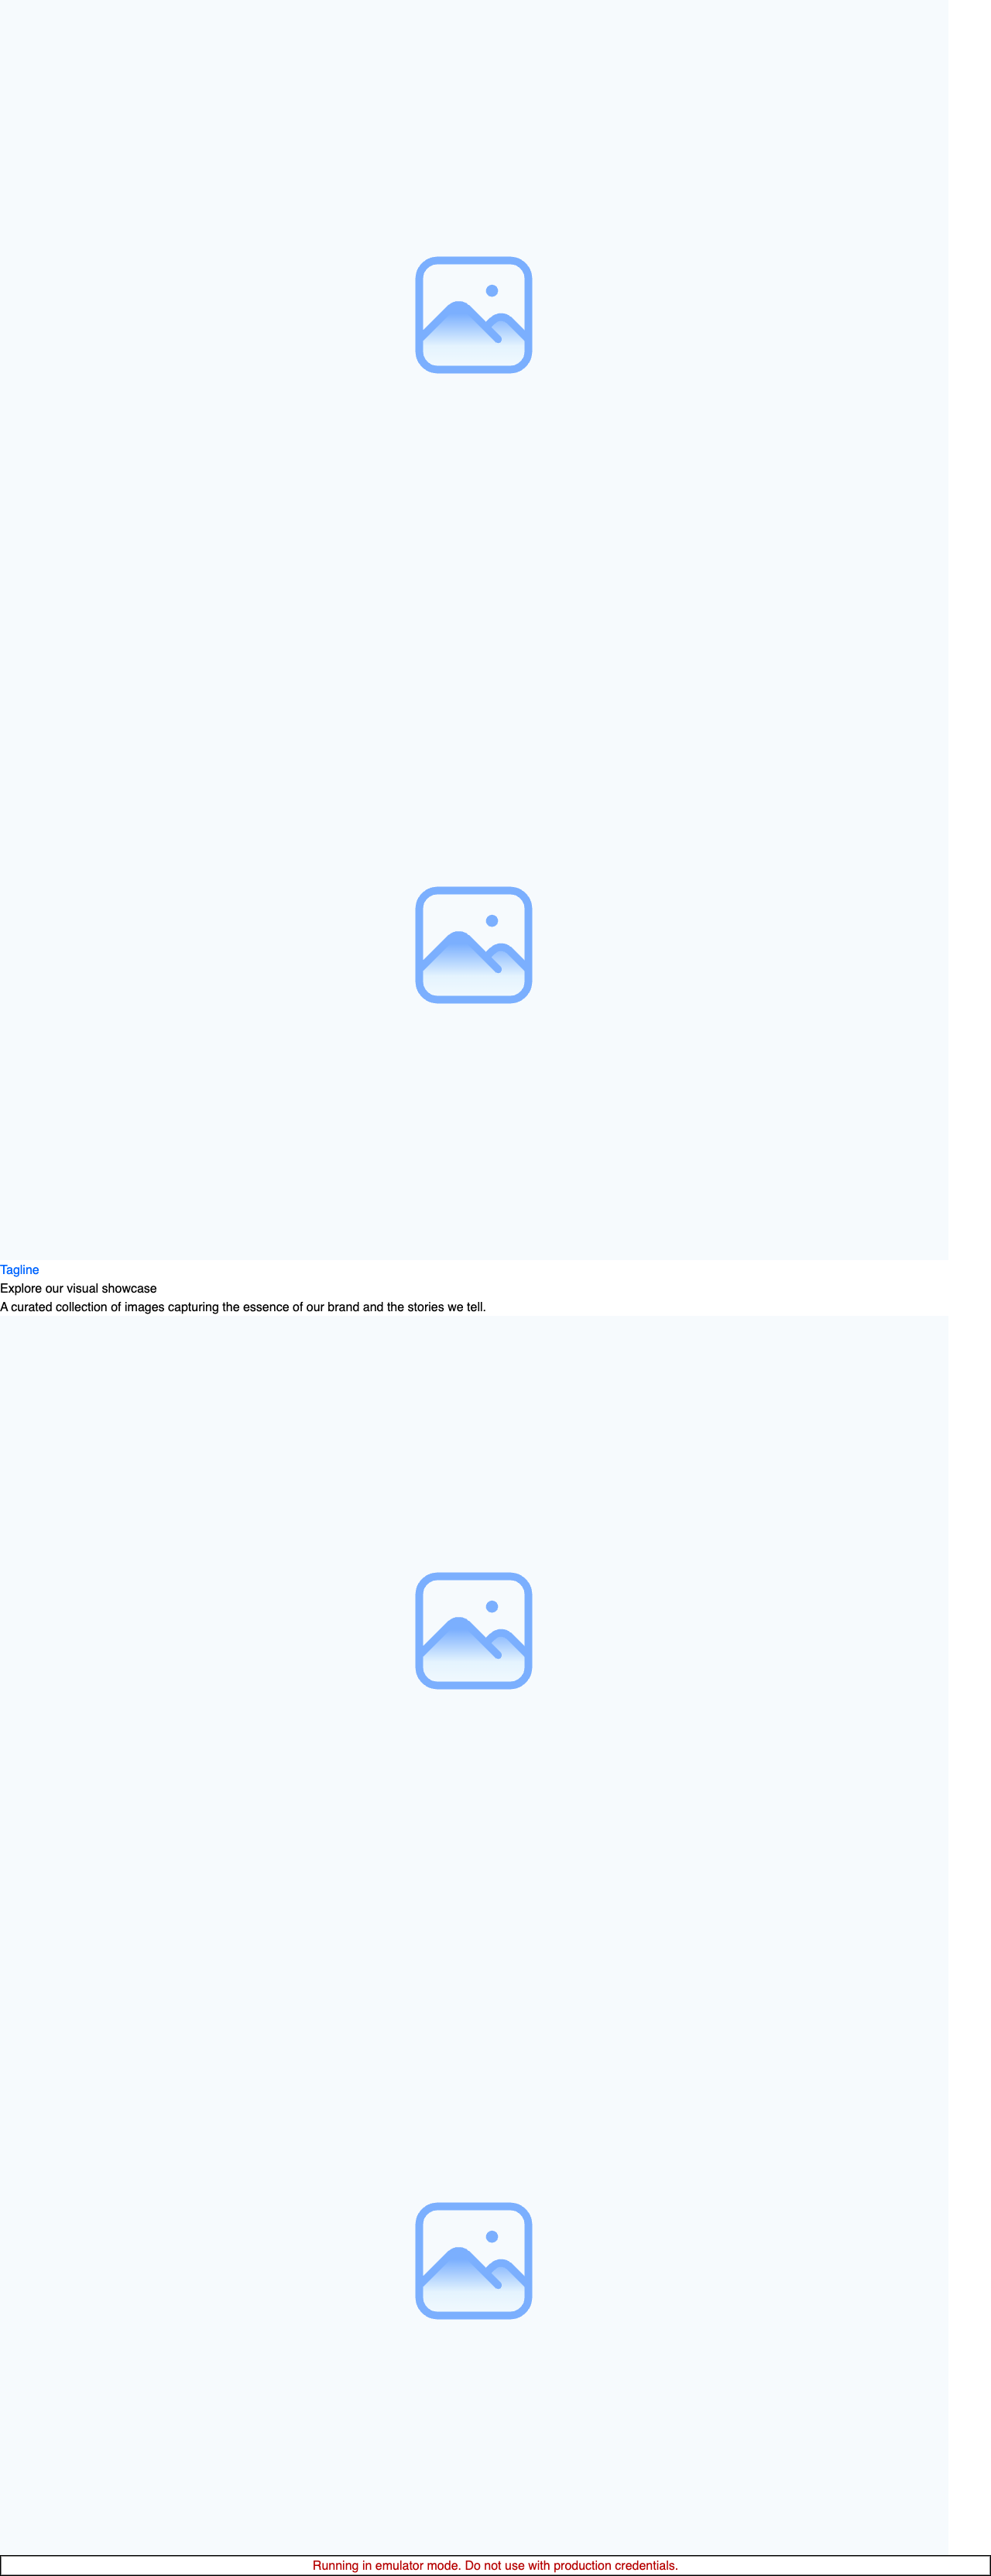 Tagline
Explore our visual showcase
A curated collection of images capturing the essence of our brand and the stories we tell.
Running in emulator mode. Do not use with production credentials.